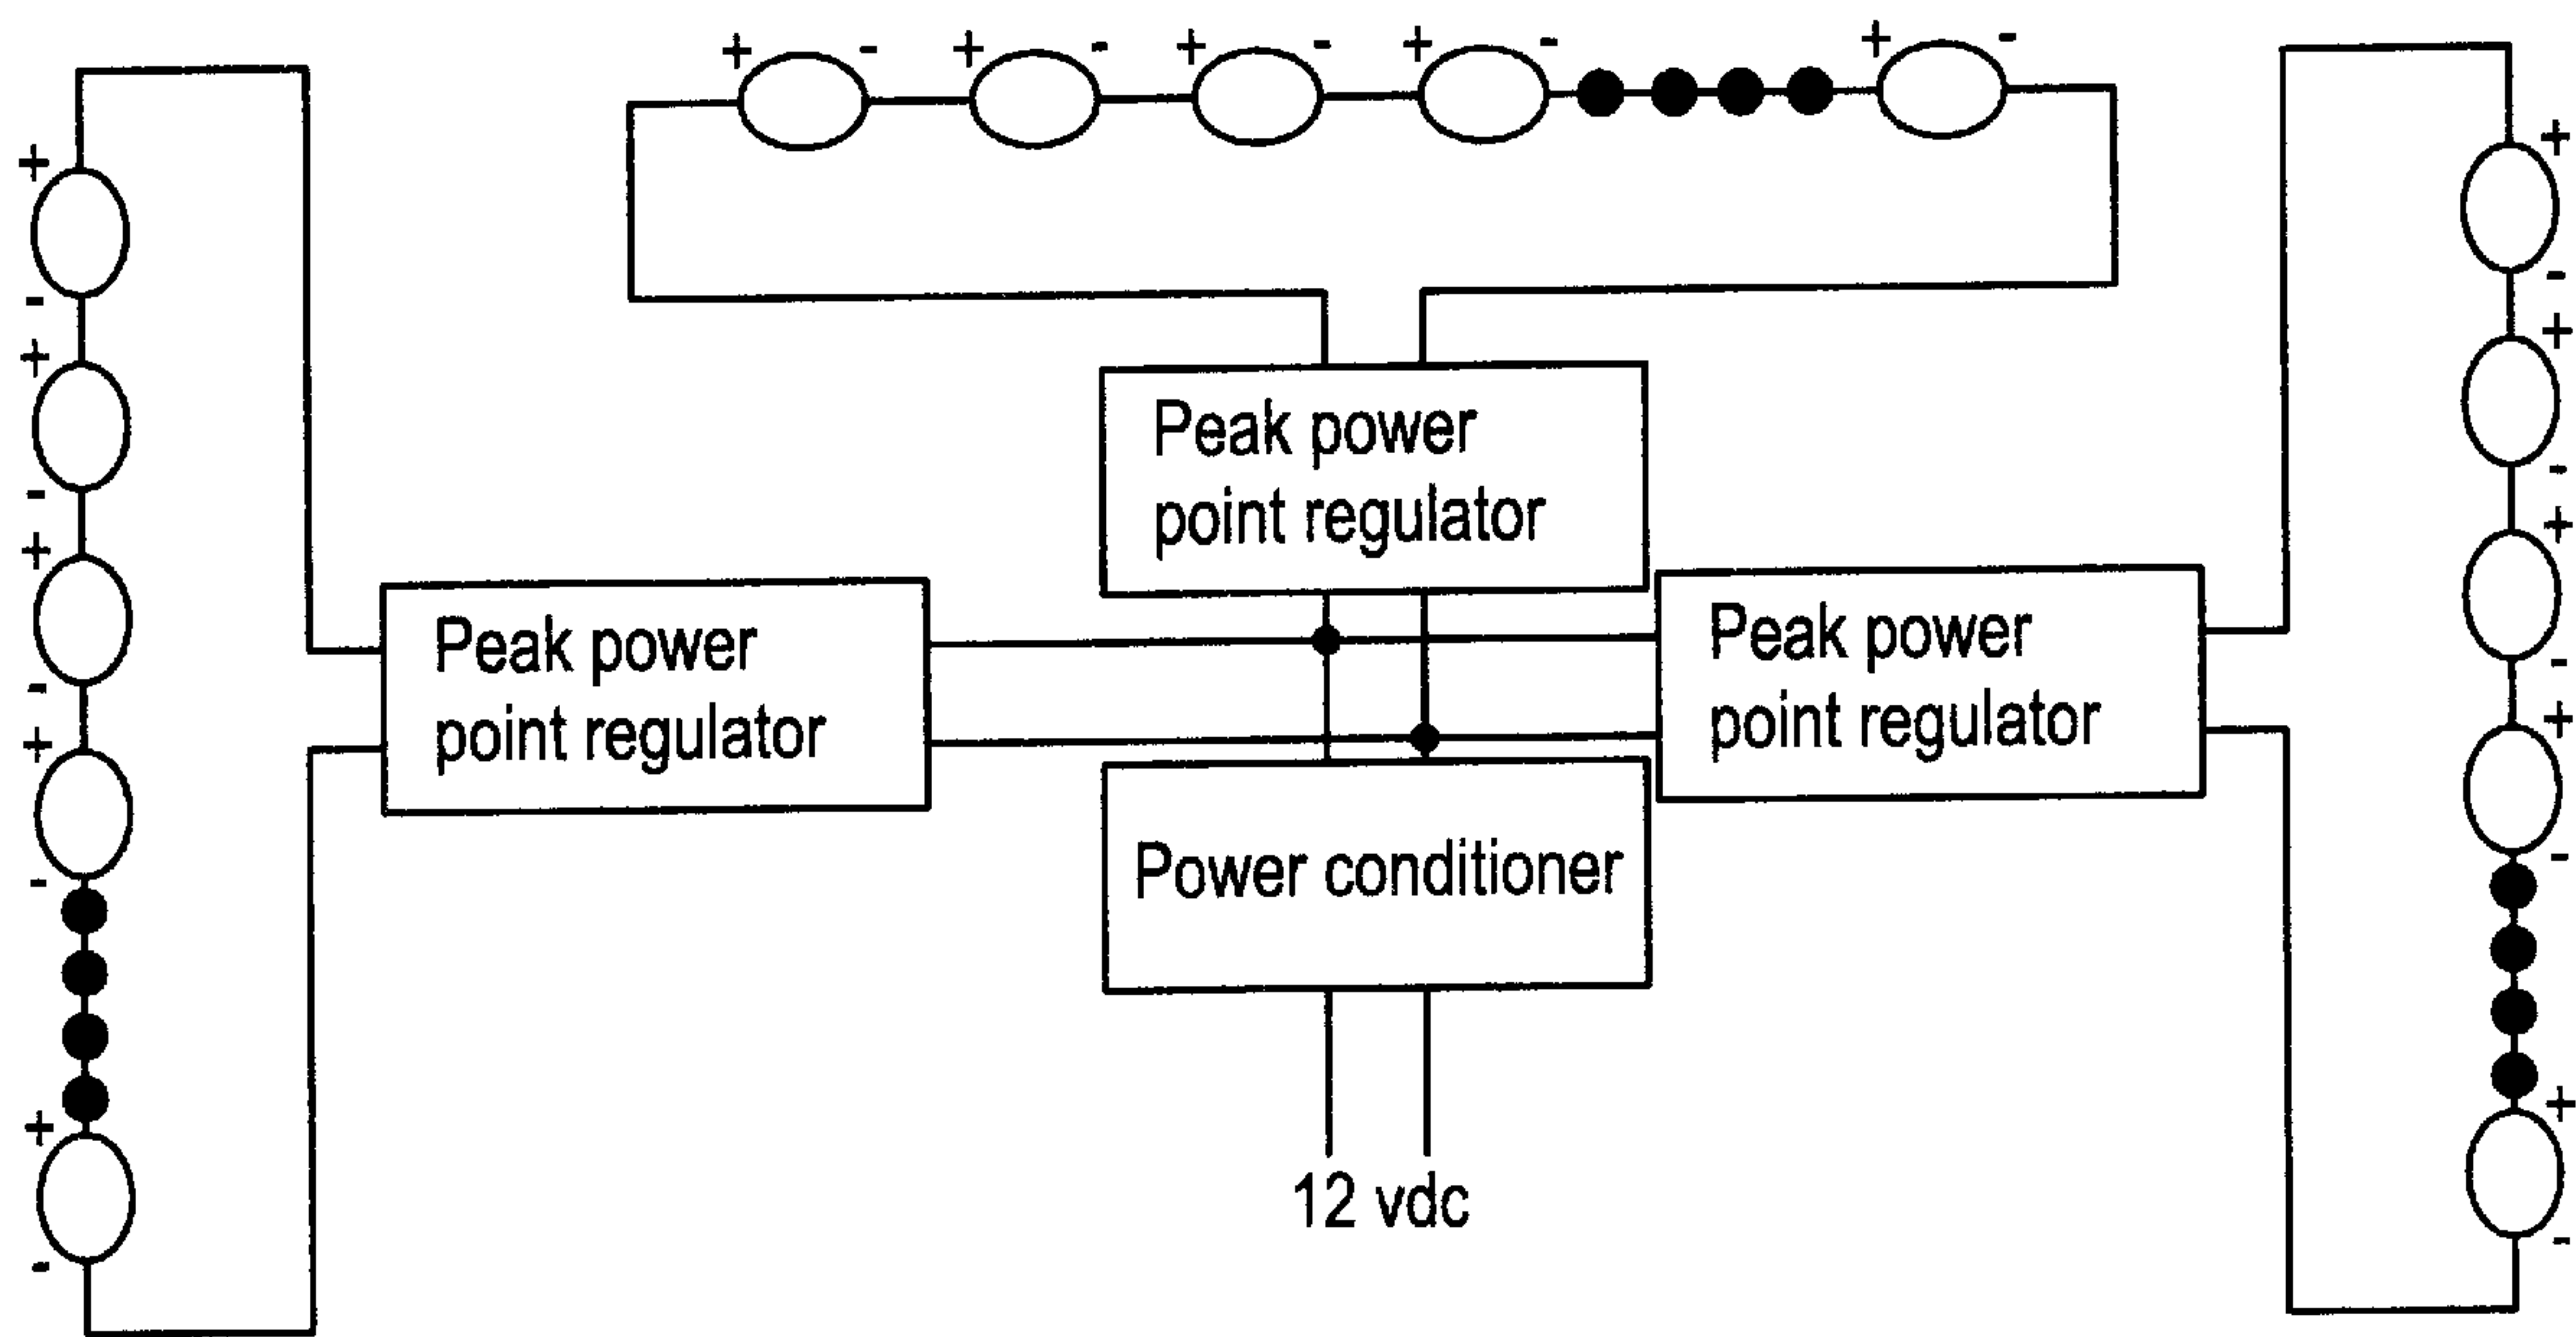 + - + - + - + - + -
Peak power
point regulator
Peak power
point regulator
Peak power
point regulator
Power conditioner
12 vdc
+
-
+
-
+
-
+
-
+
-
+
-
+
-
+
-
+
-
+
-